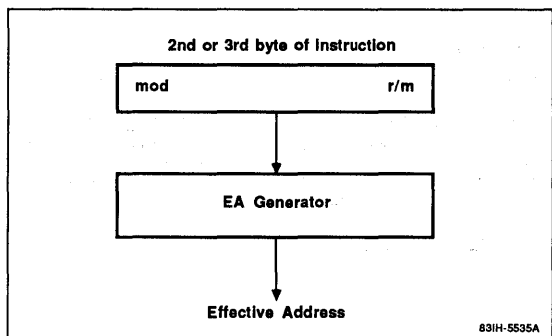 2nd or 3rd byte of Instruction
mod r/m
EA Generator
Effective Address
83IH-5535A